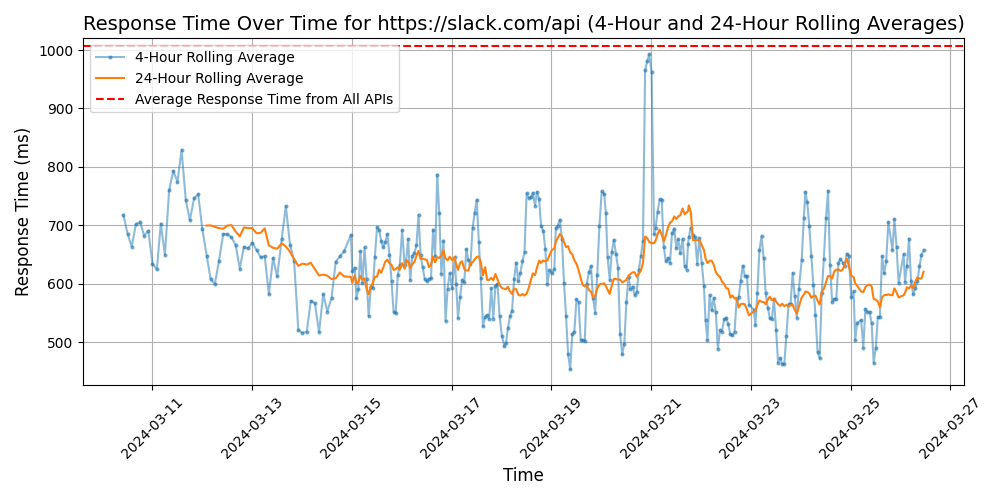 Response Time Over Time for https://slack.com/api (4-Hour and 24-Hour Rolling Averages)
4-Hour Rolling Average
24-Hour Rolling Average
Average Response Time from All APIs
Response Time (ms)
1000
900
800
700
600
500
2024-03-11
2024-03-13
2024-03-15
2024-03-17
2024-03-19
2024-03-21
2024-03-23
2024-03-25
2024-03-27
Time